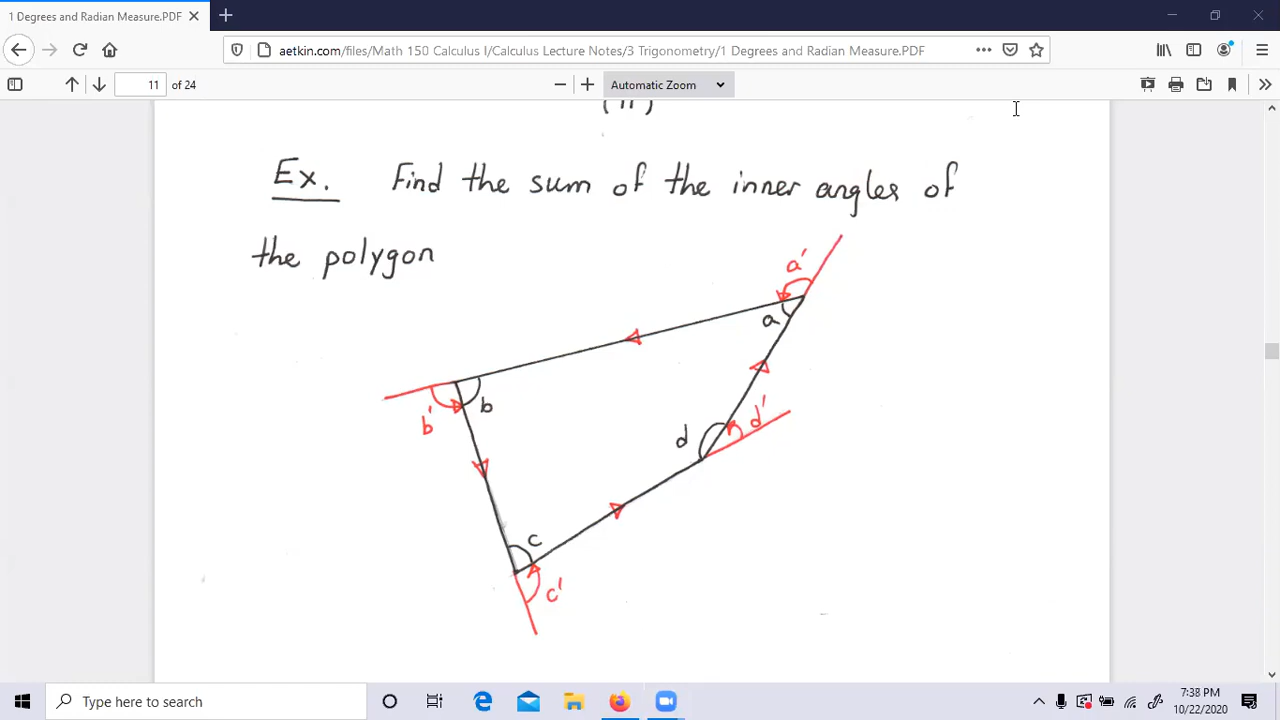 1 Degrees and Radian Measure.PDF
aetkin.com/files/Math 150 Calculus I/Calculus Lecture Notes/3 Trigonometry/1 Degrees and Radian Measure.PDF
11 of 24
Automatic Zoom
Ex. Find the sum of the inner angles of
the polygon
a'
a
b
b'
d'
d
c
c'
Type here to search
7:38 PM
10/22/2020